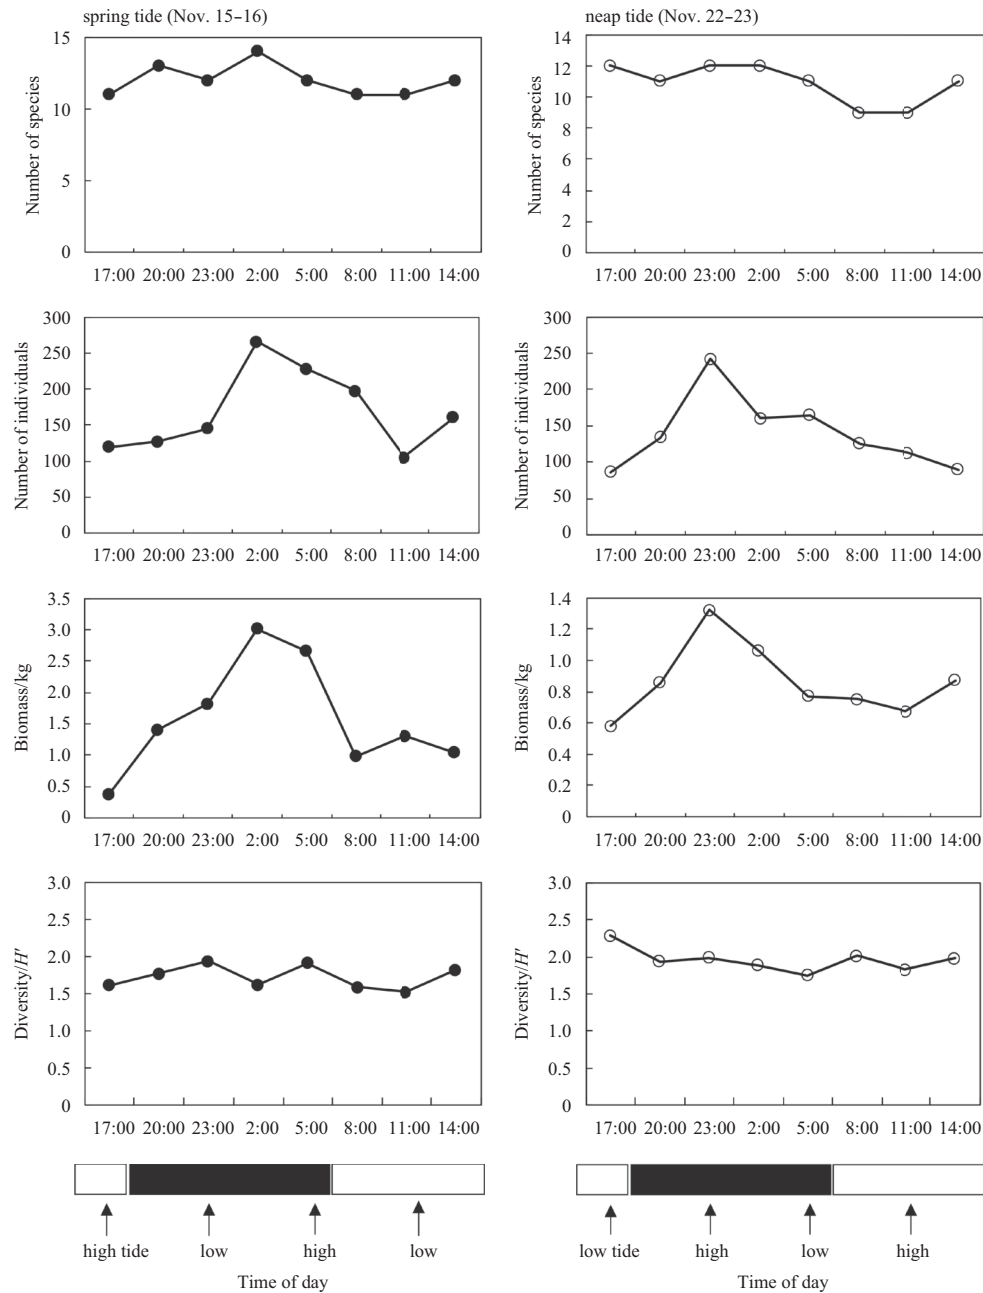 spring tide (Nov. 15–16)
15
10
5
0
Number of species
17:00 20:00 23:00 2:00 5:00 8:00 11:00 14:00
neap tide (Nov. 22–23)
14
12
10
8
6
4
2
0
Number of species
17:00 20:00 23:00 2:00 5:00 8:00 11:00 14:00
300
250
200
150
100
50
0
Number of individuals
17:00 20:00 23:00 2:00 5:00 8:00 11:00 14:00
300
250
200
150
100
50
0
Number of individuals
17:00 20:00 23:00 2:00 5:00 8:00 11:00 14:00
3.5
3.0
2.5
2.0
1.5
1.0
0.5
0
Biomass/kg
17:00 20:00 23:00 2:00 5:00 8:00 11:00 14:00
1.4
1.2
1.0
0.8
0.6
0.4
0.2
0
Biomass/kg
17:00 20:00 23:00 2:00 5:00 8:00 11:00 14:00
3.0
2.5
2.0
1.5
1.0
0.5
0
Diversity/H′
17:00 20:00 23:00 2:00 5:00 8:00 11:00 14:00
3.0
2.5
2.0
1.5
1.0
0.5
0
Diversity/H′
17:00 20:00 23:00 2:00 5:00 8:00 11:00 14:00
high tide low high low
Time of day
low tide high low high
Time of day